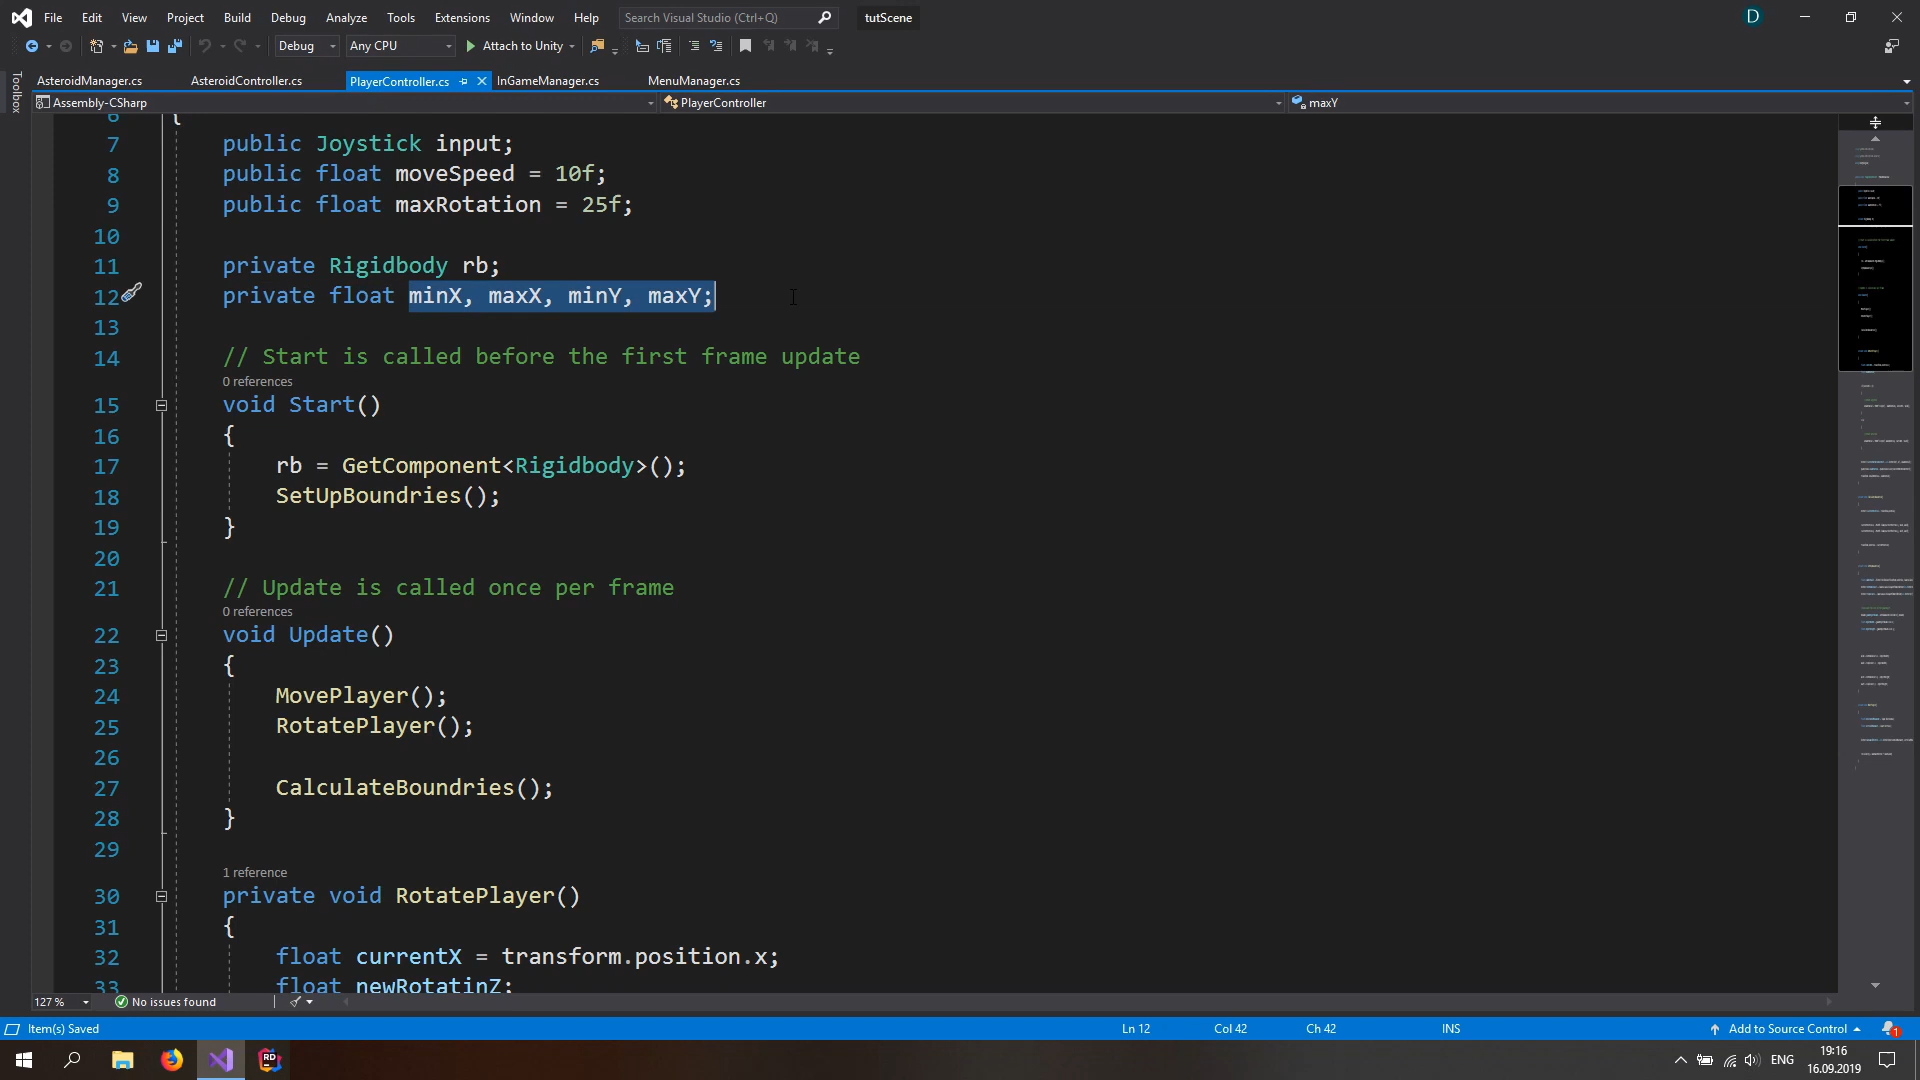 File Edit View Project Build Debug Analyze Tools Extensions Window Help Search Visual Studio (Ctrl+Q) tutScene D
Debug Any CPU Attach to Unity
AsteroidManager.cs AsteroidController.cs PlayerController.cs InGameManager.cs MenuManager.cs
Toolbox
Assembly-CSharp PlayerController maxY
6 {
7 public Joystick input;
8 public float moveSpeed = 10f;
9 public float maxRotation = 25f;
10
11 private Rigidbody rb;
12 private float minX, maxX, minY, maxY;
13
14 // Start is called before the first frame update
0 references
15 void Start()
16 {
17 rb = GetComponent<Rigidbody>();
18 SetUpBoundries();
19 }
20
21 // Update is called once per frame
0 references
22 void Update()
23 {
24 MovePlayer();
25 RotatePlayer();
26
27 CalculateBoundries();
28 }
29
1 reference
30 private void RotatePlayer()
31 {
32 float currentX = transform.position.x;
33 float newRotatinZ;
127 % No issues found
Item(s) Saved Ln 12 Col 42 Ch 42 INS Add to Source Control 1
RD ENG 19:16
16.09.2019